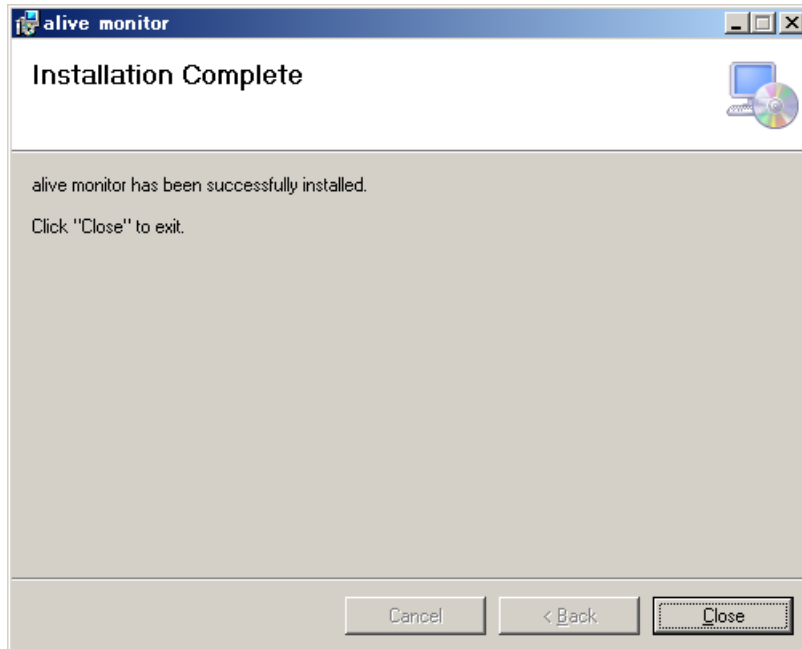 alive monitor
Installation Complete
alive monitor has been successfully installed.
Click "Close" to exit.
Cancel
< Back
Close